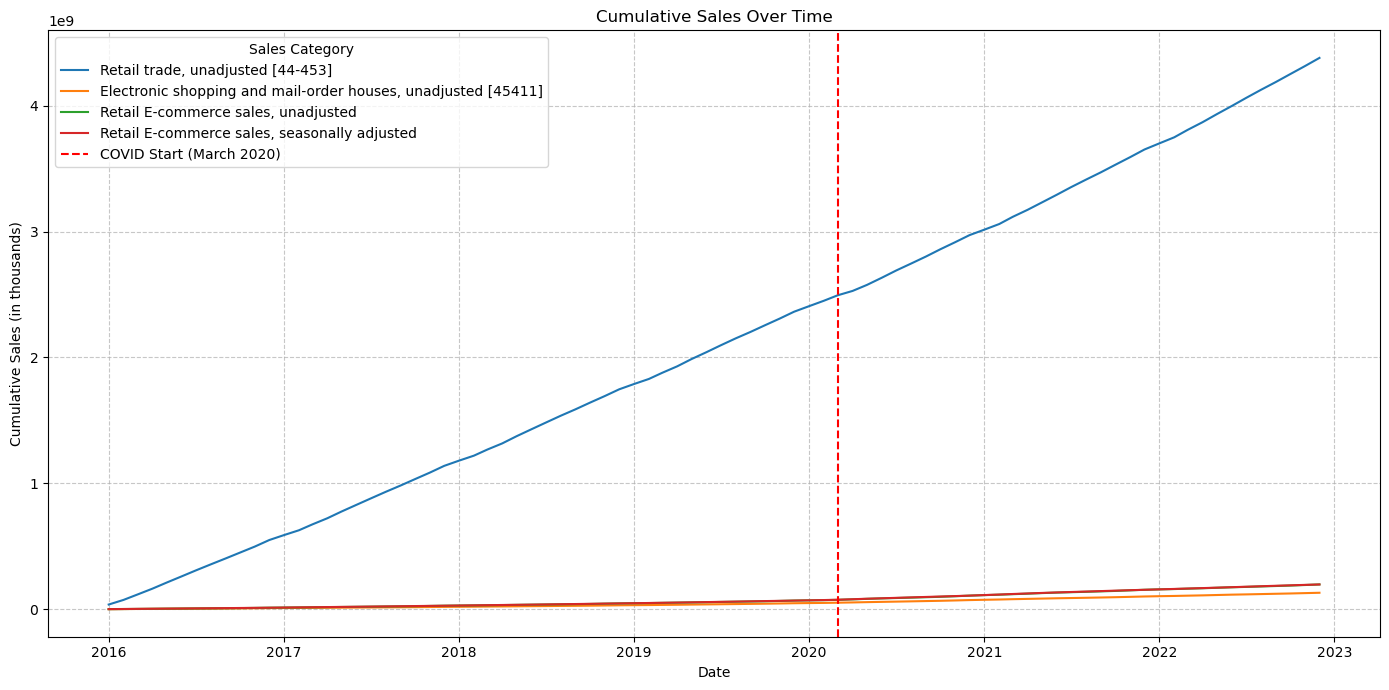 Cumulative Sales Over Time
1e9
Sales Category
Retail trade, unadjusted [44-453]
Electronic shopping and mail-order houses, unadjusted [45411]
Retail E-commerce sales, unadjusted
Retail E-commerce sales, seasonally adjusted
COVID Start (March 2020)
Cumulative Sales (in thousands)
4
3
2
1
0
2016 2017 2018 2019 2020 2021 2022 2023
Date